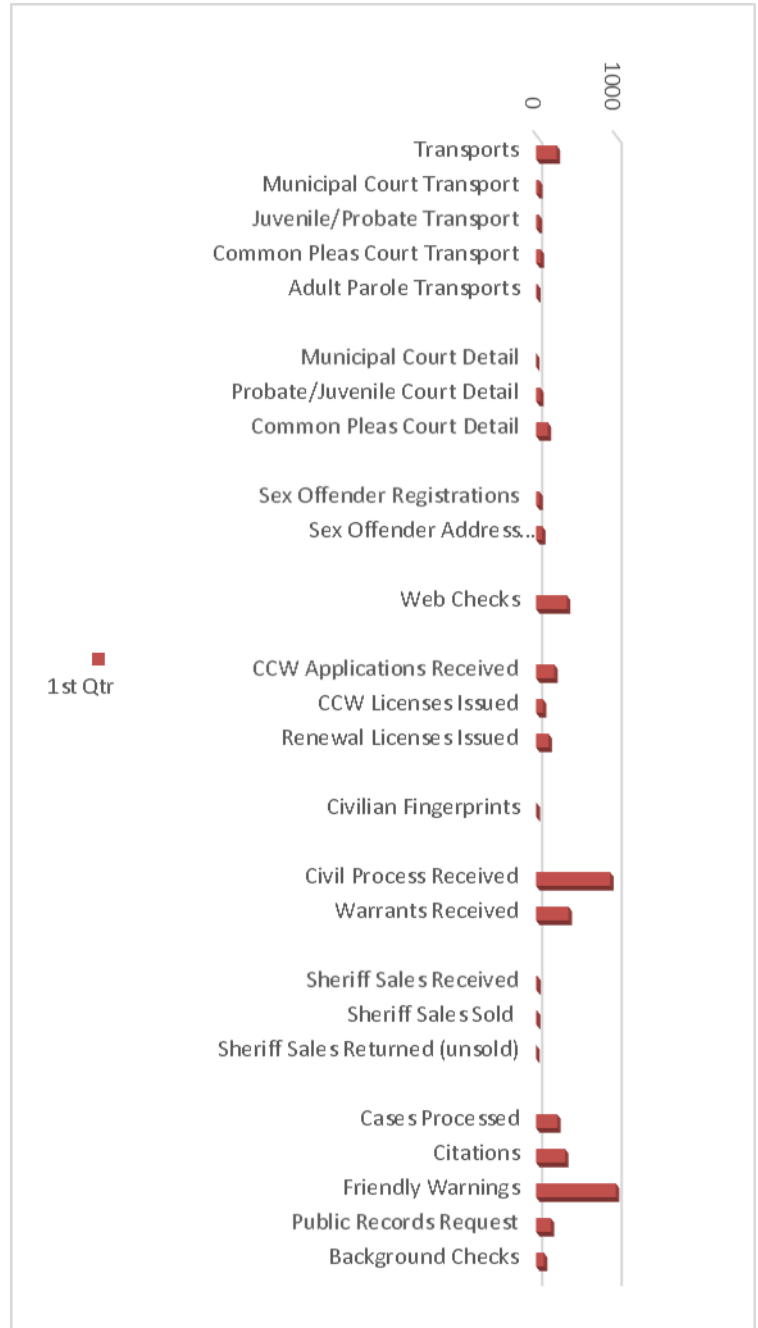 0
1000
Transports
Municipal Court Transport
Juvenile/Probate Transport
Common Pleas Court Transport
Adult Parole Transports
Municipal Court Detail
Probate/Juvenile Court Detail
Common Pleas Court Detail
Sex Offender Registrations
Sex Offender Address...
Web Checks
CCW Applications Received
CCW Licenses Issued
Renewal Licenses Issued
Civilian Fingerprints
Civil Process Received
Warrants Received
Sheriff Sales Received
Sheriff Sales Sold
Sheriff Sales Returned (unsold)
Cases Processed
Citations
Friendly Warnings
Public Records Request
Background Checks
1st Qtr